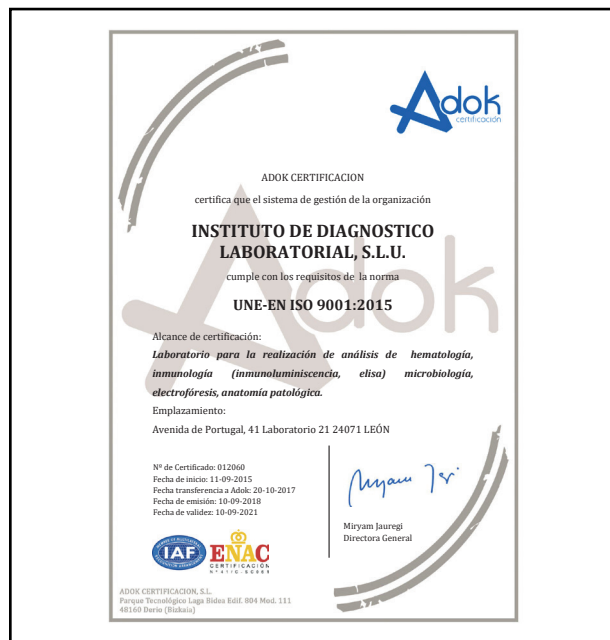 Adok
certificación
ADOK CERTIFICACION
certifica que el sistema de gestión de la organización
INSTITUTO DE DIAGNOSTICO
LABORATORIAL, S.L.U.
cumple con los requisitos de la norma
UNE-EN ISO 9001:2015
Adok
Alcance de certificación:
Laboratorio para la realización de análisis de hematología,
inmunología (inmunoluminiscencia, elisa) microbiología,
electrofóresis, anatomía patológica.
Emplazamiento:
Avenida de Portugal, 41 Laboratorio 21 24071 LEÓN
Nº de Certificado: 012060
Fecha de inicio: 11-09-2015
Fecha transferencia a Adok: 20-10-2017
Fecha de emisión: 10-09-2018
Fecha de validez: 10-09-2021
Miryam Jauregi
Directora General
IAF
ENAC
CERTIFICACIÓN
ADOK CERTIFICACION, S.L.
Parque Tecnológico Laga Bidea Edif. 804 Mod. 111
48160 Derio (Bizkaia)